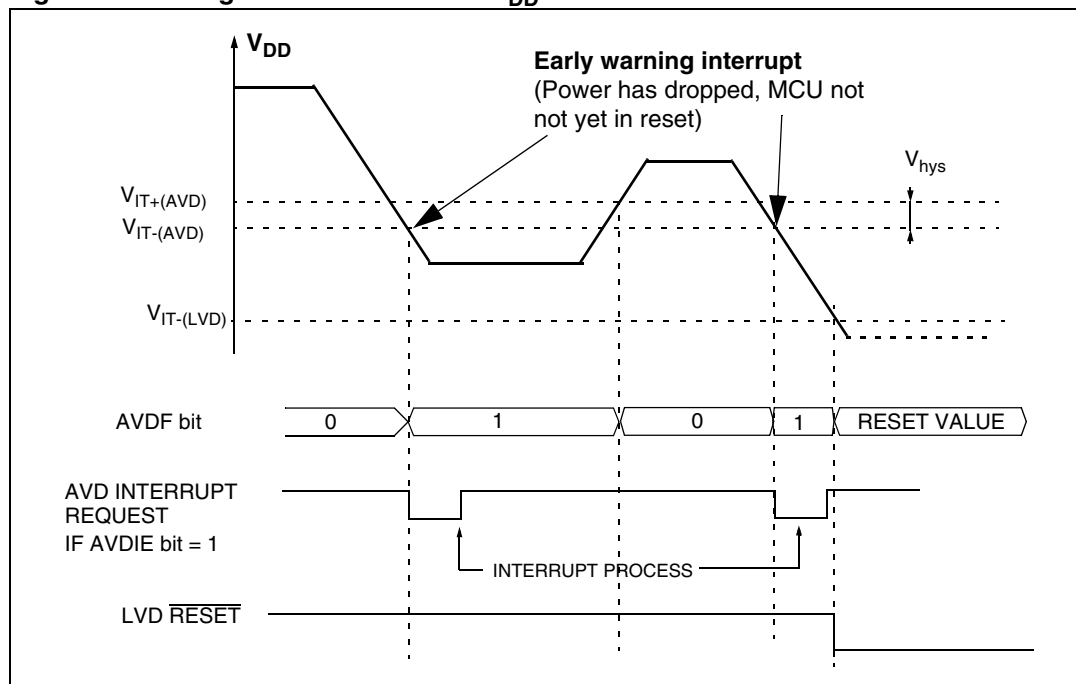 V_DD
Early warning interrupt
(Power has dropped, MCU not
not yet in reset)
V_hys
V_IT+(AVD)
V_IT-(AVD)
V_IT-(LVD)
AVDF bit
0
1
0
1
RESET VALUE
AVD INTERRUPT
REQUEST
IF AVDIE bit = 1
INTERRUPT PROCESS
LVD RESET